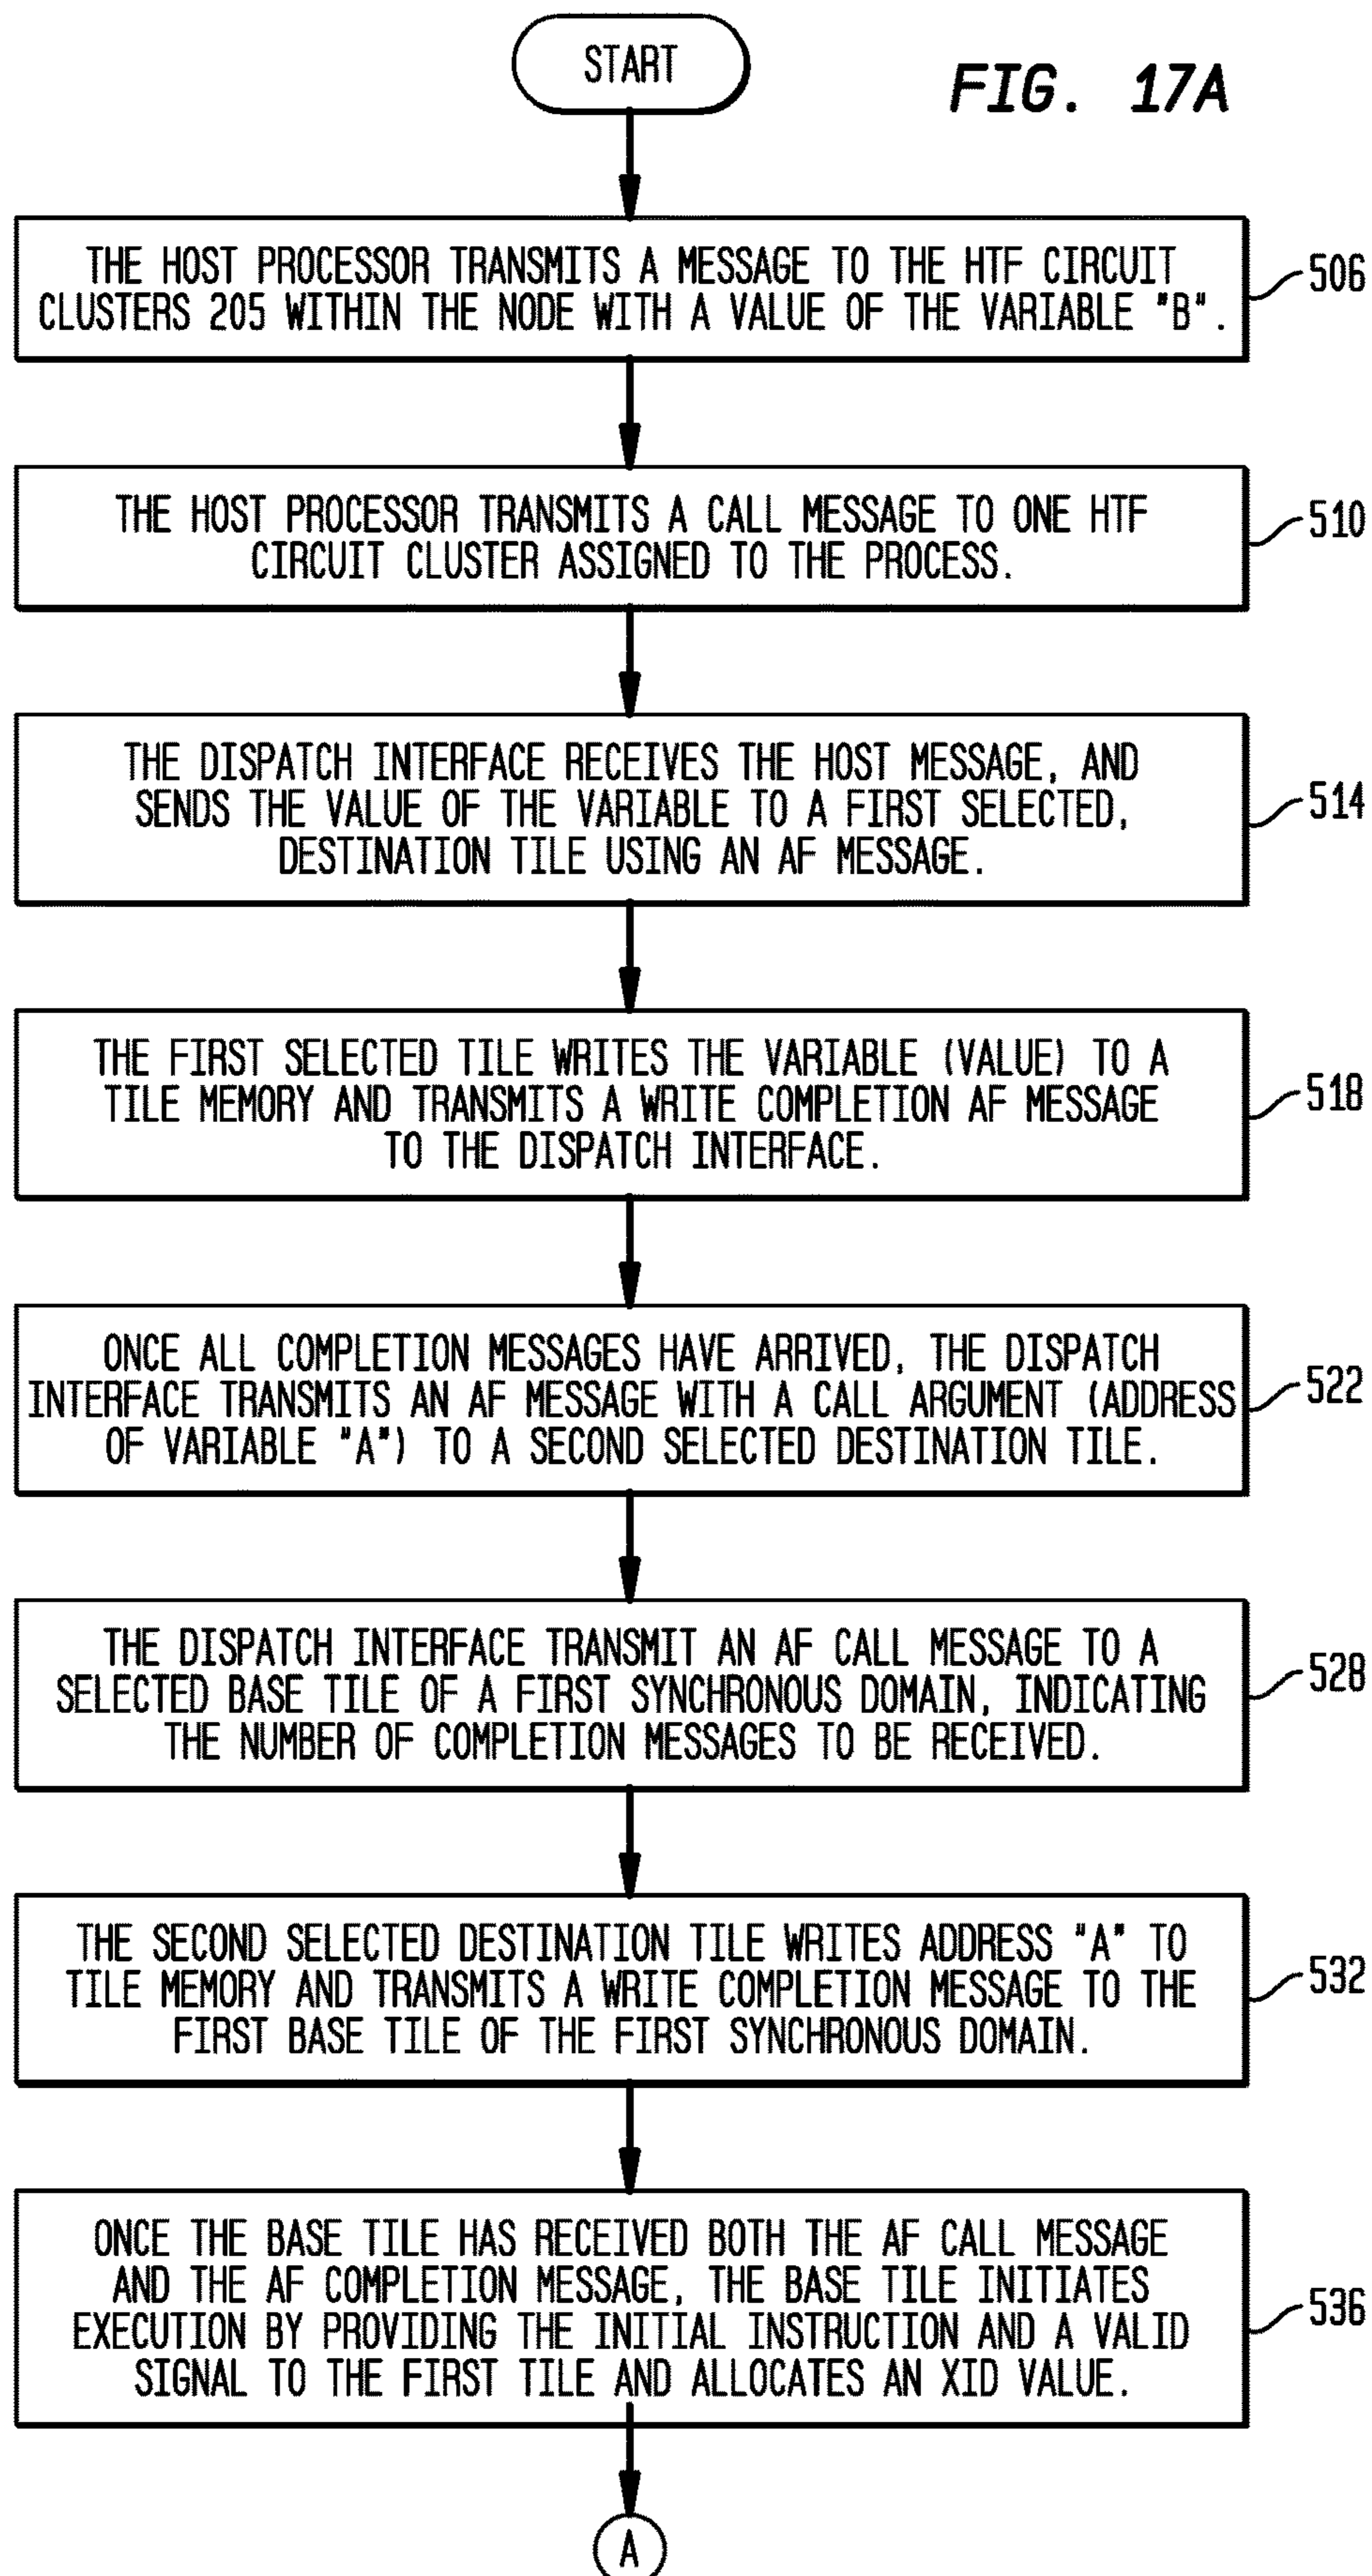 START
FIG. 17A
THE HOST PROCESSOR TRANSMITS A MESSAGE TO THE HTF CIRCUIT
CLUSTERS 205 WITHIN THE NODE WITH A VALUE OF THE VARIABLE "B".
506
THE HOST PROCESSOR TRANSMITS A CALL MESSAGE TO ONE HTF
CIRCUIT CLUSTER ASSIGNED TO THE PROCESS.
510
THE DISPATCH INTERFACE RECEIVES THE HOST MESSAGE, AND
SENDS THE VALUE OF THE VARIABLE TO A FIRST SELECTED,
DESTINATION TILE USING AN AF MESSAGE.
514
THE FIRST SELECTED TILE WRITES THE VARIABLE (VALUE) TO A
TILE MEMORY AND TRANSMITS A WRITE COMPLETION AF MESSAGE
TO THE DISPATCH INTERFACE.
518
ONCE ALL COMPLETION MESSAGES HAVE ARRIVED, THE DISPATCH
INTERFACE TRANSMITS AN AF MESSAGE WITH A CALL ARGUMENT (ADDRESS
OF VARIABLE "A") TO A SECOND SELECTED DESTINATION TILE.
522
THE DISPATCH INTERFACE TRANSMIT AN AF CALL MESSAGE TO A
SELECTED BASE TILE OF A FIRST SYNCHRONOUS DOMAIN, INDICATING
THE NUMBER OF COMPLETION MESSAGES TO BE RECEIVED.
528
THE SECOND SELECTED DESTINATION TILE WRITES ADDRESS "A" TO
TILE MEMORY AND TRANSMITS A WRITE COMPLETION MESSAGE TO THE
FIRST BASE TILE OF THE FIRST SYNCHRONOUS DOMAIN.
532
ONCE THE BASE TILE HAS RECEIVED BOTH THE AF CALL MESSAGE
AND THE AF COMPLETION MESSAGE, THE BASE TILE INITIATES
EXECUTION BY PROVIDING THE INITIAL INSTRUCTION AND A VALID
SIGNAL TO THE FIRST TILE AND ALLOCATES AN XID VALUE.
536
A